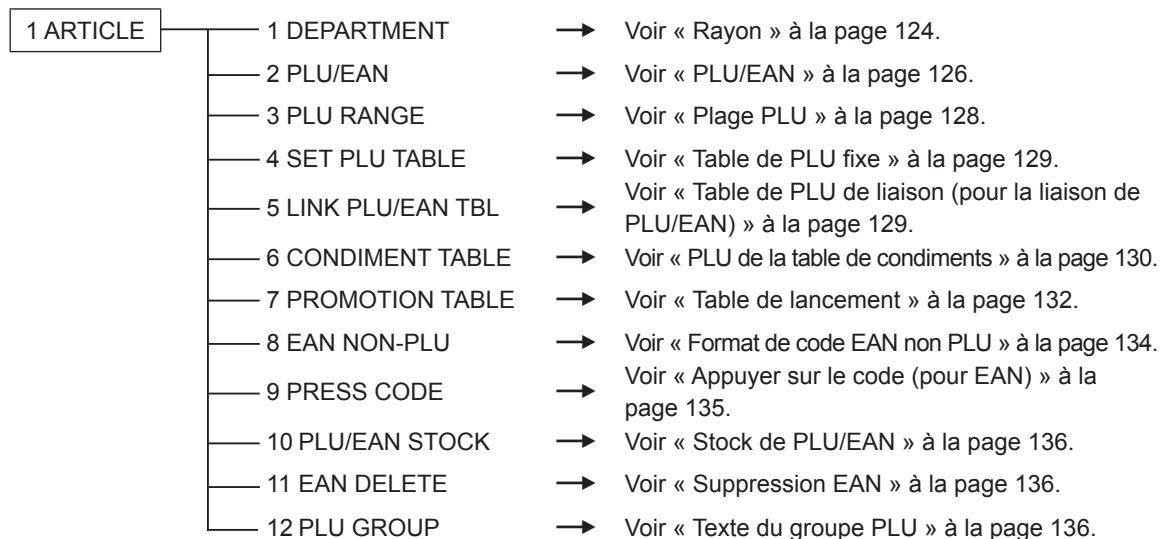 1 ARTICLE
1 DEPARTMENT → Voir « Rayon » à la page 124.
2 PLU/EAN → Voir « PLU/EAN » à la page 126.
3 PLU RANGE → Voir « Plage PLU » à la page 128.
4 SET PLU TABLE → Voir « Table de PLU fixe » à la page 129.
5 LINK PLU/EAN TBL → Voir « Table de PLU de liaison (pour la liaison de
PLU/EAN) » à la page 129.
6 CONDIMENT TABLE → Voir « PLU de la table de condiments » à la page 130.
7 PROMOTION TABLE → Voir « Table de lancement » à la page 132.
8 EAN NON-PLU → Voir « Format de code EAN non PLU » à la page 134.
9 PRESS CODE → Voir « Appuyer sur le code (pour EAN) » à la
page 135.
10 PLU/EAN STOCK → Voir « Stock de PLU/EAN » à la page 136.
11 EAN DELETE → Voir « Suppression EAN » à la page 136.
12 PLU GROUP → Voir « Texte du groupe PLU » à la page 136.